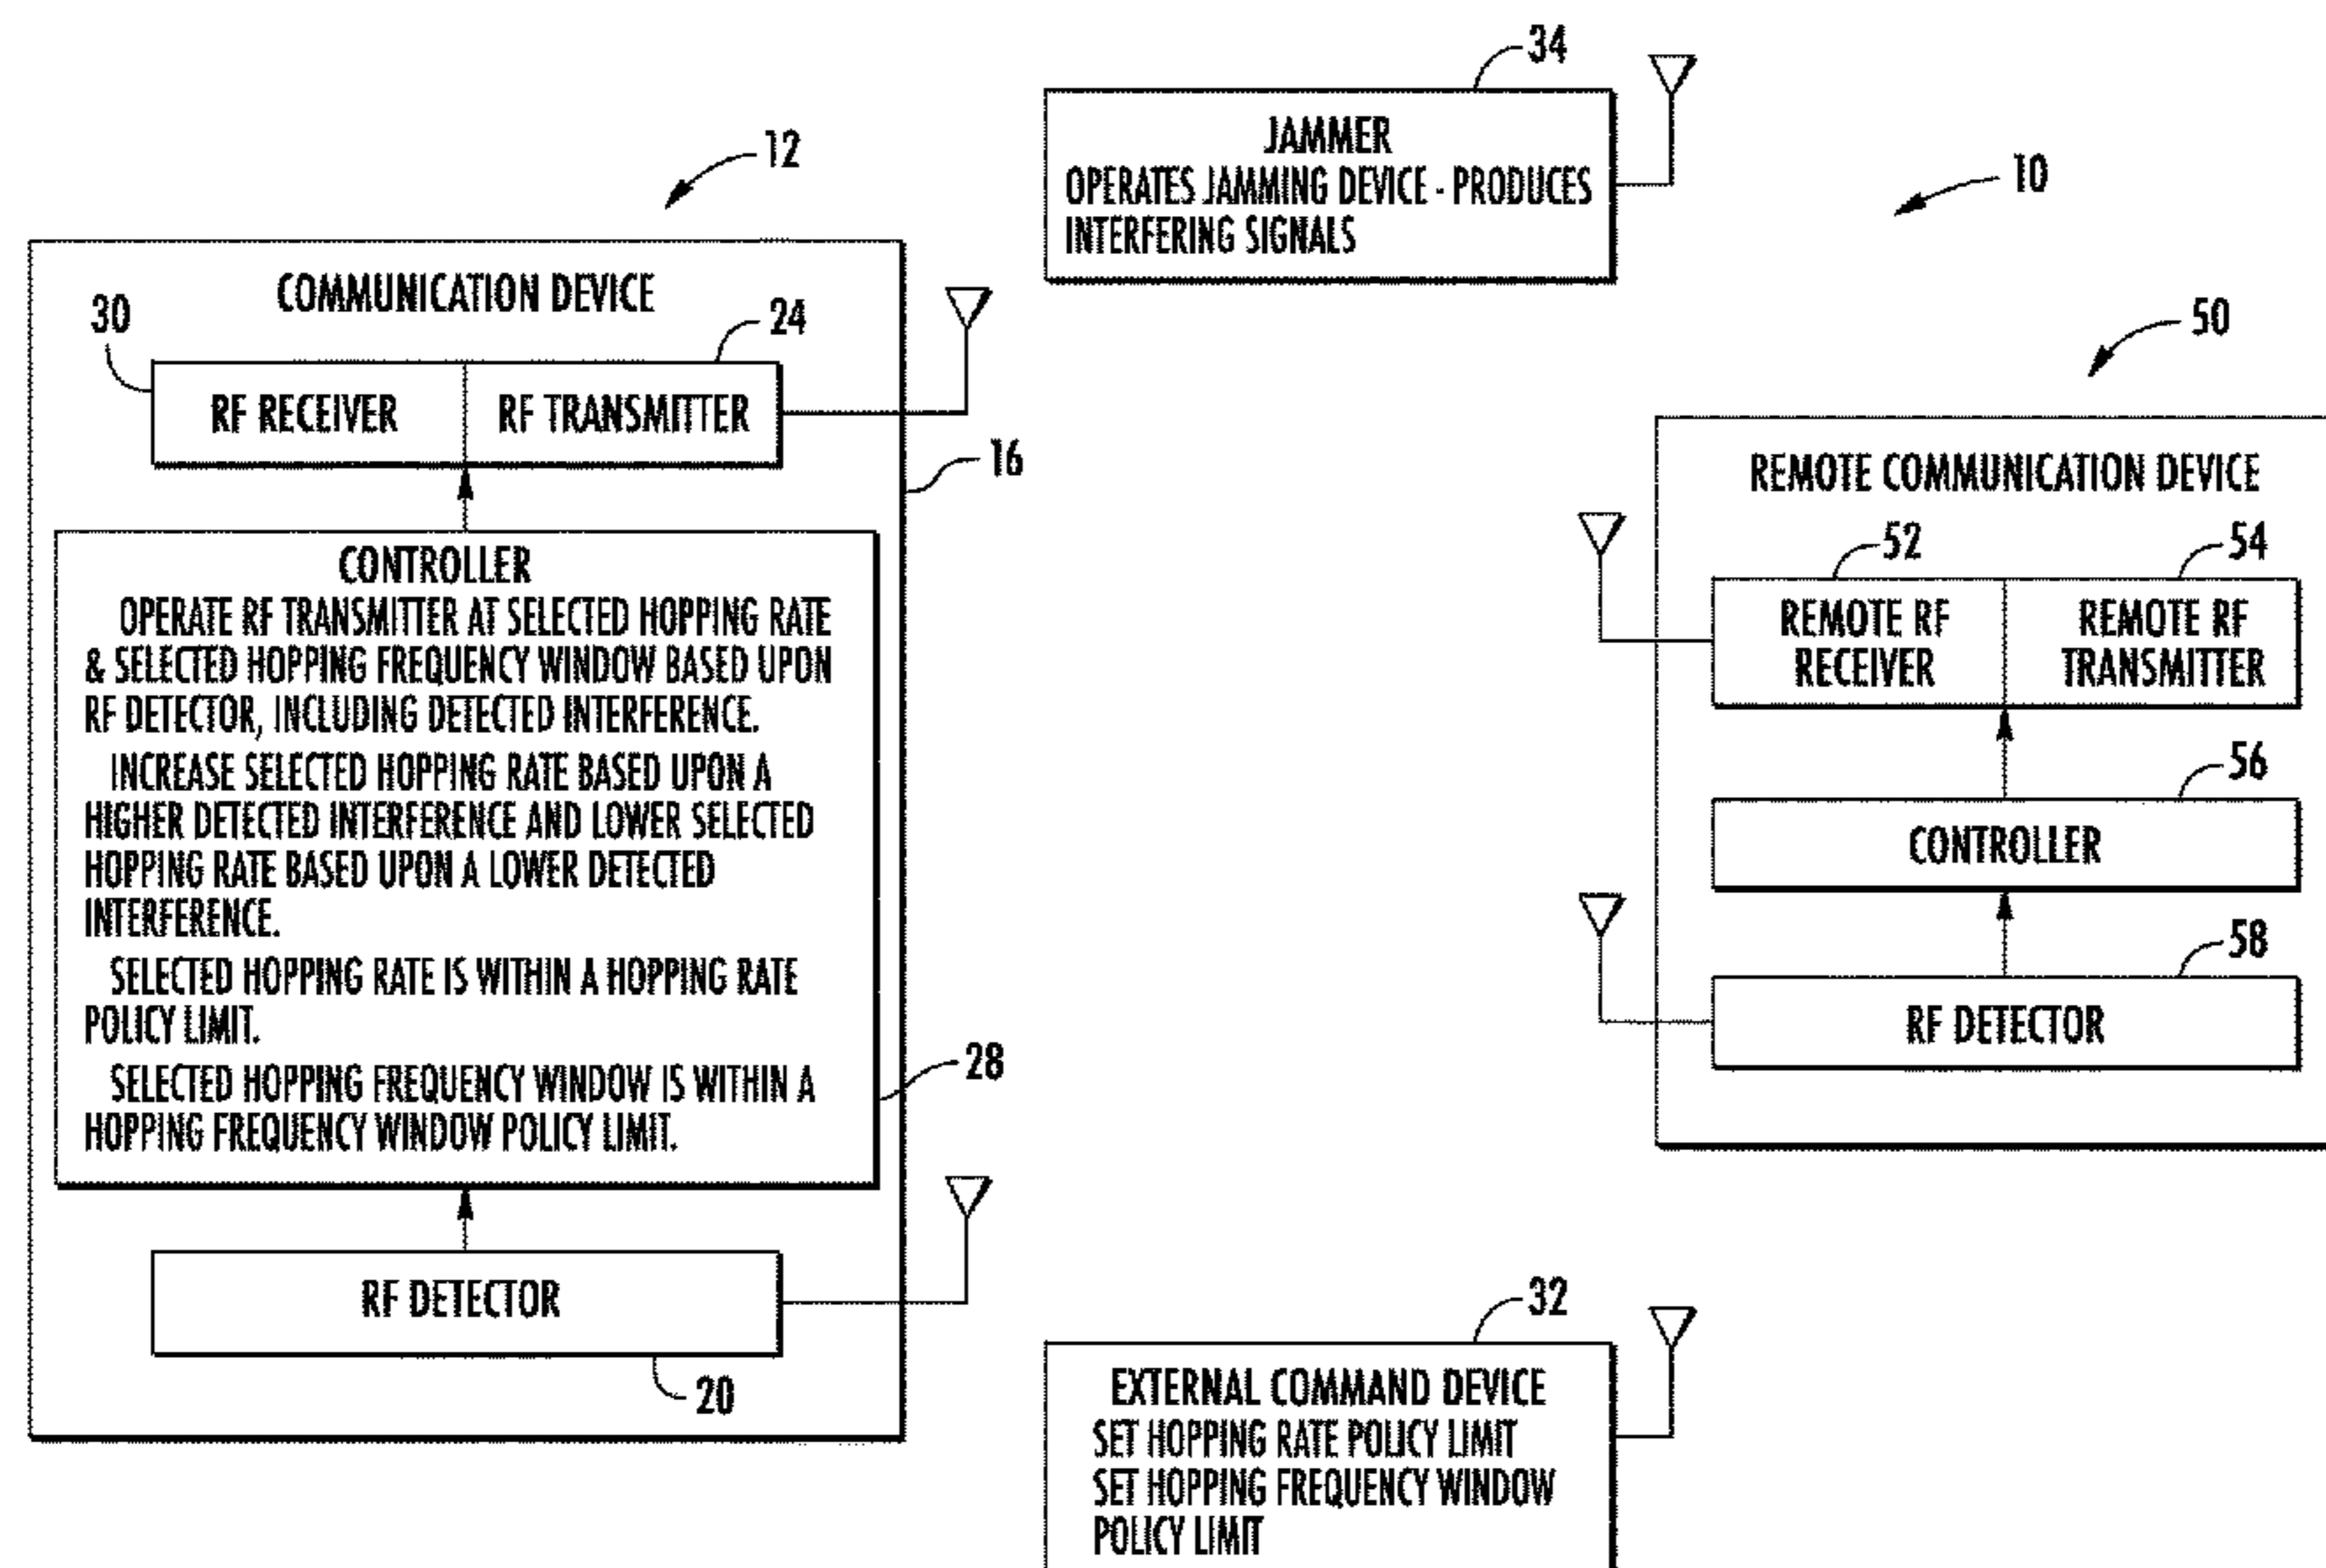 34
JAMMER
OPERATES JAMMING DEVICE - PRODUCES
INTERFERING SIGNALS
12
10
COMMUNICATION DEVICE
30
24
RF RECEIVER
RF TRANSMITTER
16
CONTROLLER
OPERATE RF TRANSMITTER AT SELECTED HOPPING RATE
& SELECTED HOPPING FREQUENCY WINDOW BASED UPON
RF DETECTOR, INCLUDING DETECTED INTERFERENCE.
INCREASE SELECTED HOPPING RATE BASED UPON A
HIGHER DETECTED INTERFERENCE AND LOWER SELECTED
HOPPING RATE BASED UPON A LOWER DETECTED
INTERFERENCE.
SELECTED HOPPING RATE IS WITHIN A HOPPING RATE
POLICY LIMIT.
SELECTED HOPPING FREQUENCY WINDOW IS WITHIN A
HOPPING FREQUENCY WINDOW POLICY LIMIT.
28
RF DETECTOR
20
50
REMOTE COMMUNICATION DEVICE
52
54
REMOTE RF
RECEIVER
REMOTE RF
TRANSMITTER
56
CONTROLLER
58
RF DETECTOR
32
EXTERNAL COMMAND DEVICE
SET HOPPING RATE POLICY LIMIT
SET HOPPING FREQUENCY WINDOW
POLICY LIMIT